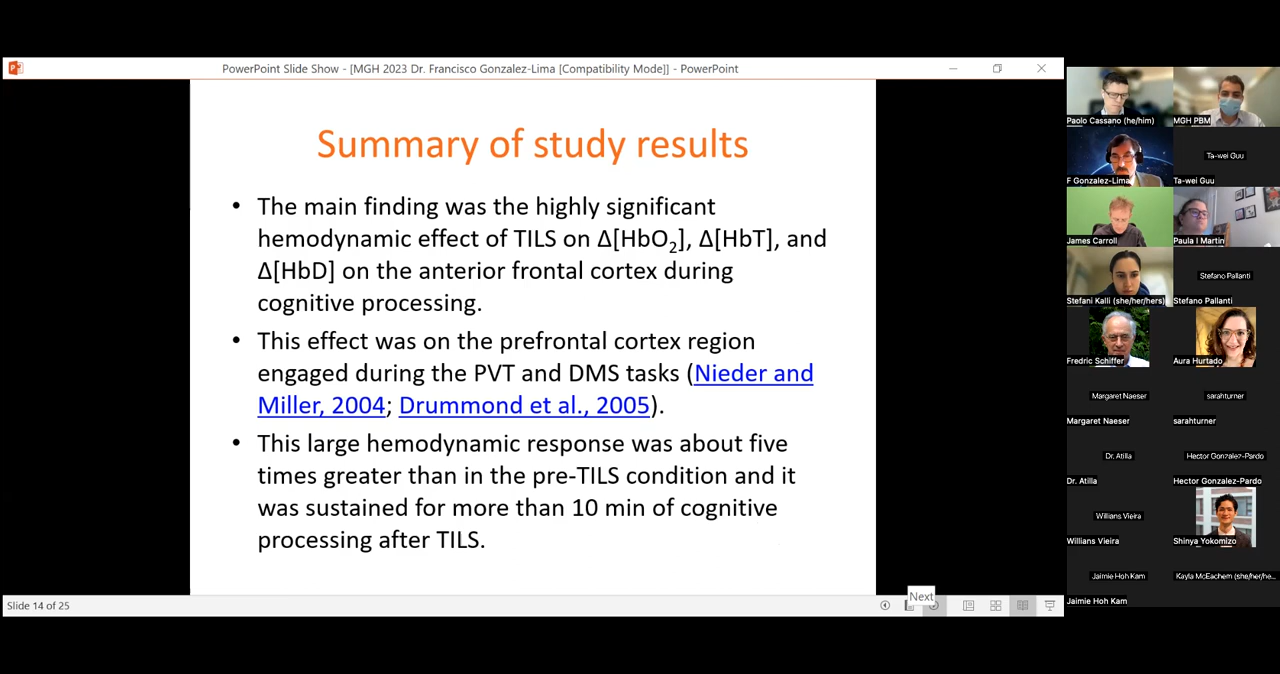 PowerPoint Slide Show - [MGH 2023 Dr. Francisco Gonzalez-Lima [Compatibility Mode]] - PowerPoint
Summary of study results
• The main finding was the highly significant
hemodynamic effect of TILS on Δ[HbO₂], Δ[HbT], and
Δ[HbD] on the anterior frontal cortex during
cognitive processing.
• This effect was on the prefrontal cortex region
engaged during the PVT and DMS tasks (Nieder and
Miller, 2004; Drummond et al., 2005).
• This large hemodynamic response was about five
times greater than in the pre-TILS condition and it
was sustained for more than 10 min of cognitive
processing after TILS.
Next
Slide 14 of 25
Paolo Cassano (he/him)
MGH PBM
F Gonzalez-Lima
Ta-wei Guu
Ta-wei Guu
James Carroll
Paula I Martin
Stefani Kalli (she/her/hers)
Stefano Pallanti
Stefano Pallanti
Fredric Schiffer
Aura Hurtado
Margaret Naeser
Margaret Naeser
sarahturner
sarahturner
Dr. Atilla
Dr. Atilla
Hector Gonzalez-Pardo
Hector Gonzalez-Pardo
Willians Vieira
Willians Vieira
Shinya Yokomizo
Jaimie Hoh Kam
Jaimie Hoh Kam
Kayla McEachern (she/her/he...